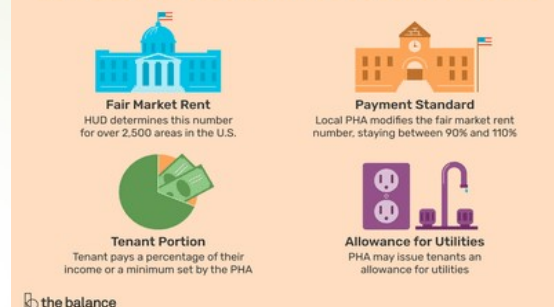 Fair Market Rent
HUD determines this number
for over 2,500 areas in the U.S.
Payment Standard
Local PHA modifies the fair market rent
number, staying between 90% and 110%
Tenant Portion
Tenant pays a percentage of their
income or a minimum set by the PHA
Allowance for Utilities
PHA may issue tenants an
allowance for utilities
the balance